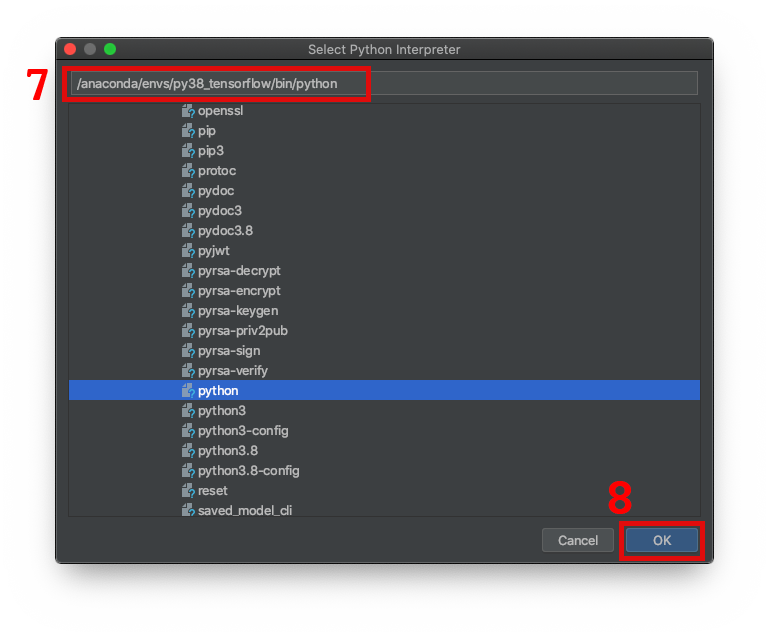 Select Python Interpreter
7
/anaconda/envs/py38_tensorflow/bin/python
openssl
pip
pip3
protoc
pydoc
pydoc3
pydoc3.8
pyjwt
pyrsa-decrypt
pyrsa-encrypt
pyrsa-keygen
pyrsa-priv2pub
pyrsa-sign
pyrsa-verify
python
python3
python3-config
python3.8
python3.8-config
reset
saved_model_cli
8
Cancel
OK